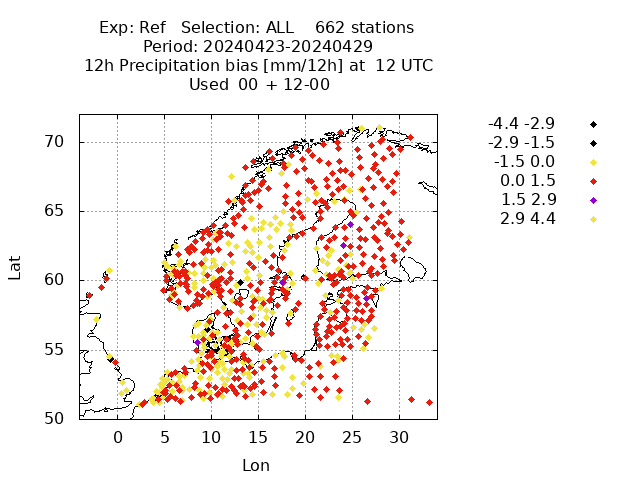 Exp: Ref   Selection: ALL    662 stations
Period: 20240423-20240429
12h Precipitation bias [mm/12h] at  12 UTC
Used  00 + 12-00
70
65
60
55
50
Lat
0 5 10 15 20 25 30
Lon
-4.4 -2.9
-2.9 -1.5
-1.5 0.0
0.0 1.5
1.5 2.9
2.9 4.4